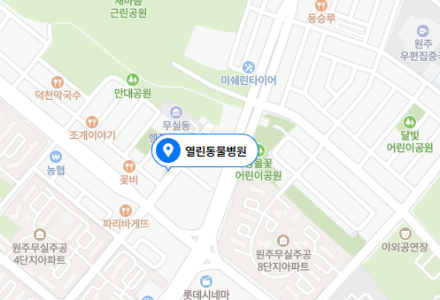 새마을
근린공원
동승루
원주
우편집중국
미쉐린타이어
덕천막국수
만대공원
무실동
조개이야기
달빛
어린이공원
열린동물병원
농협
꽃비
어린이공원
파리바게뜨
원주무실주공
4단지아파트
원주무실주공
8단지아파트
야외공연장
롯데시네마